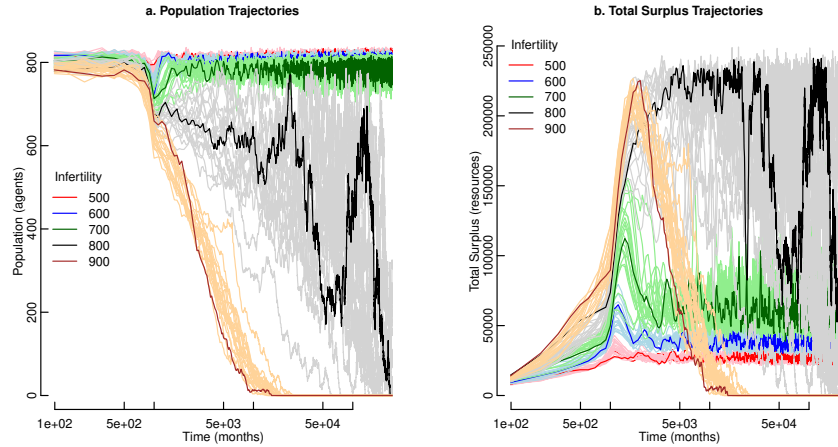 a. Population Trajectories
Population (agents)
800
600
400
200
0
Infertility
500
600
700
800
900
1e+02
5e+02
5e+03
5e+04
Time (months)
b. Total Surplus Trajectories
Total Surplus (resources)
250000
200000
150000
100000
50000
0
Infertility
500
600
700
800
900
1e+02
5e+02
5e+03
5e+04
Time (months)